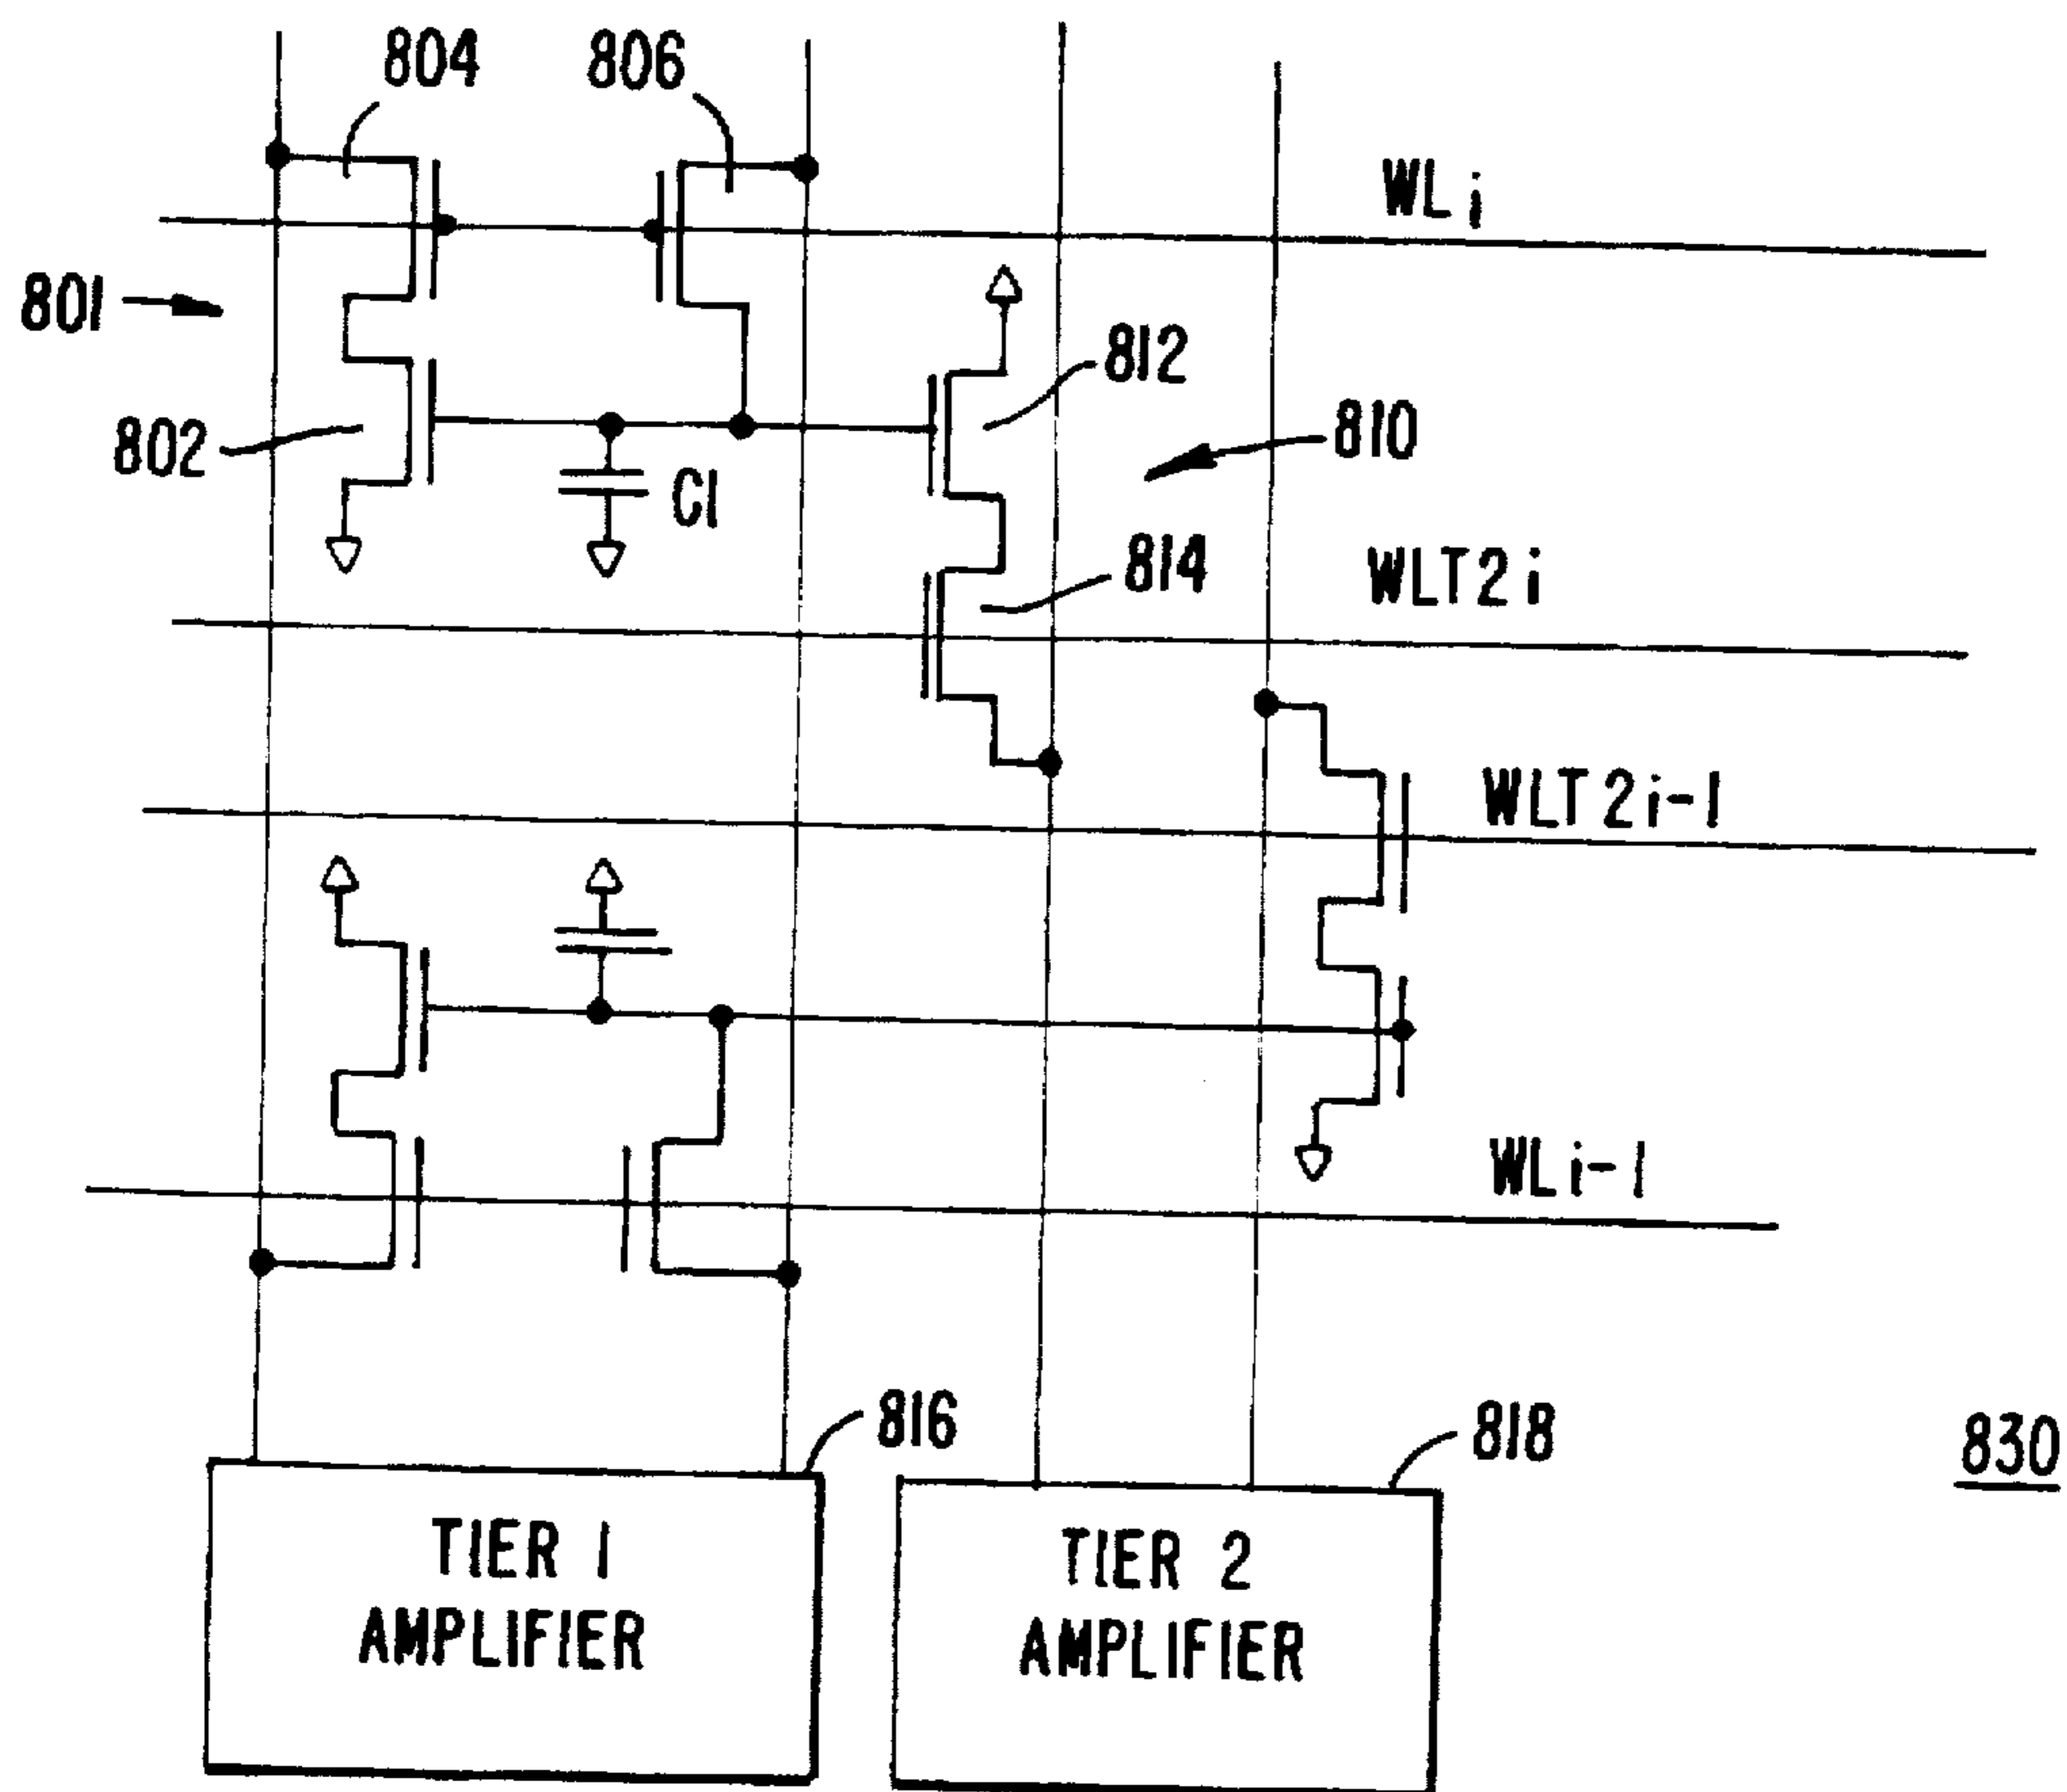 804
806
WLi
801
812
802
810
C1
814
WLT2i
WLT2i-1
WLi-1
816
818
830
TIER 1
AMPLIFIER
TIER 2
AMPLIFIER